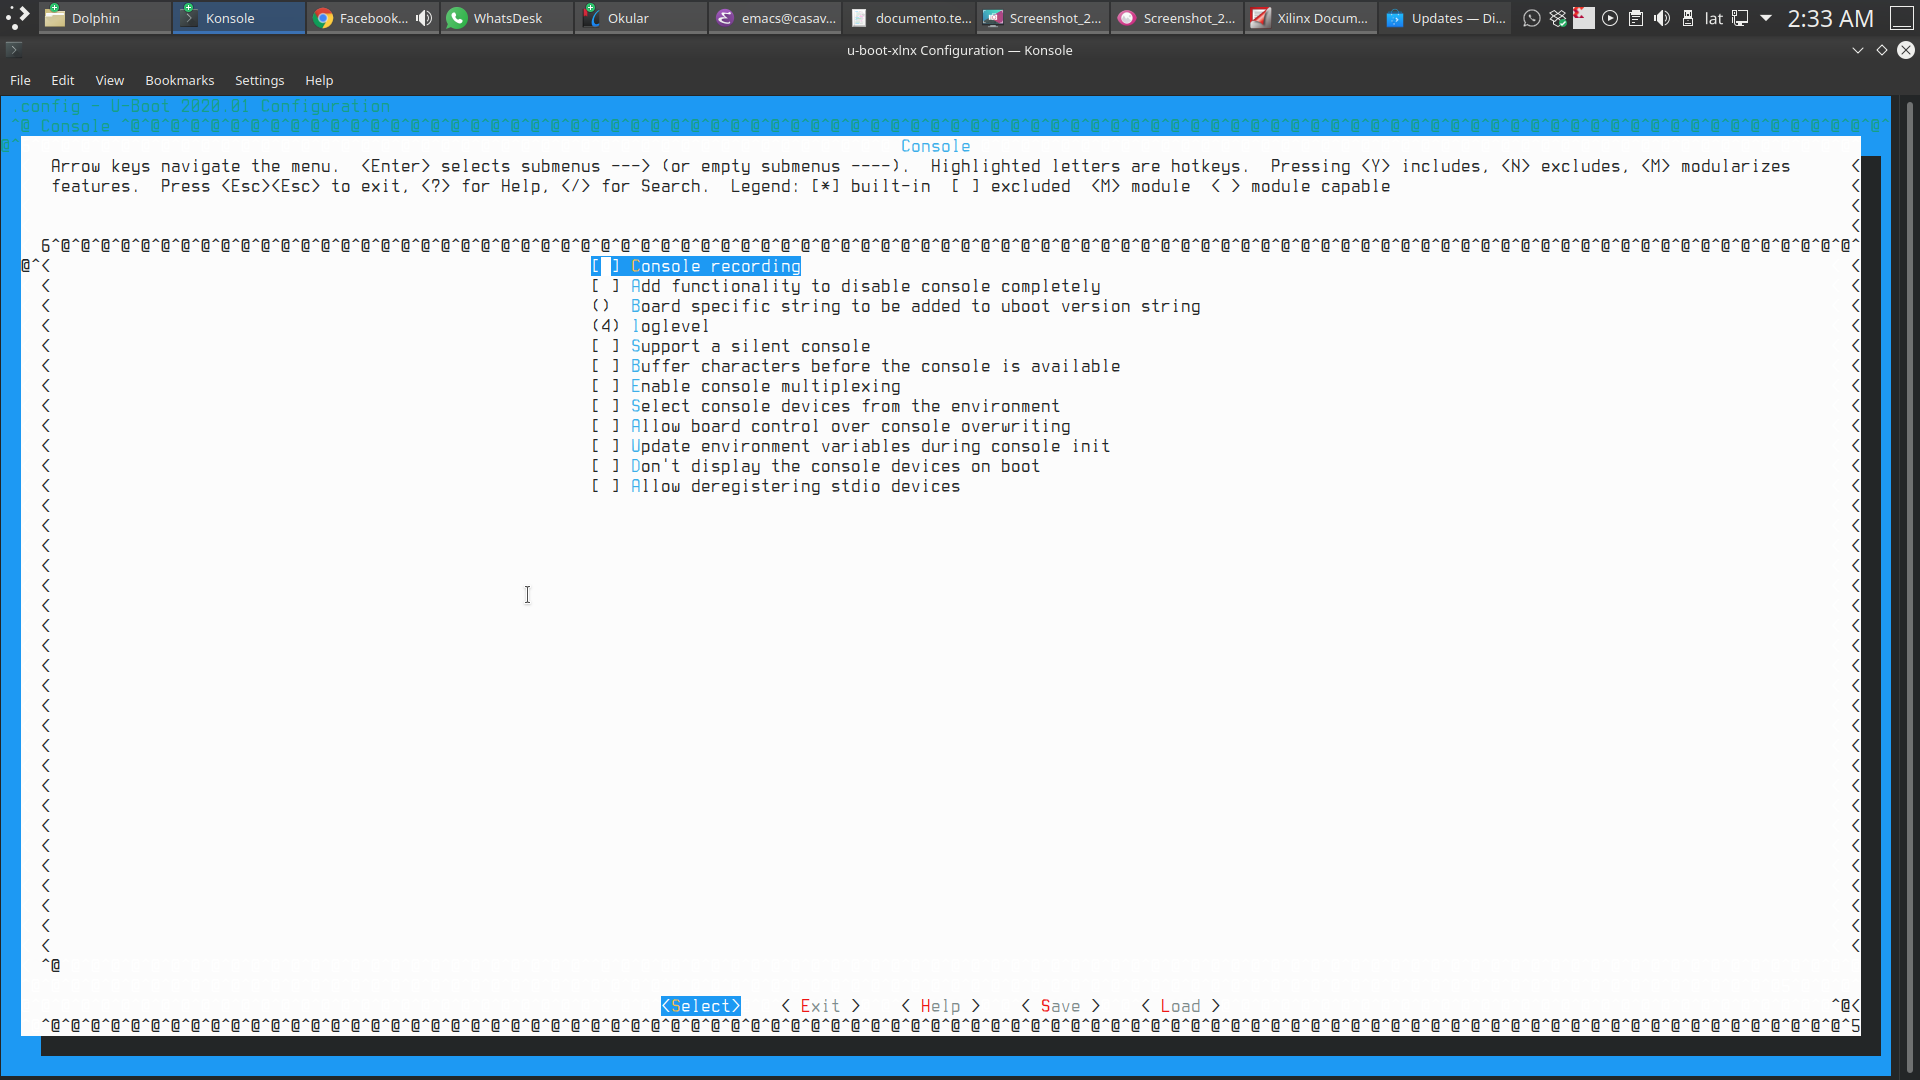 Dolphin Konsole Facebook... WhatsDesk Okular emacs@casav... documento.te... Screenshot_2... Screenshot_2... Xilinx Docum... Updates — Di... lat 2:33 AM
u-boot-xlnx Configuration — Konsole
File Edit View Bookmarks Settings Help
.config - U-Boot 2020.01 Configuration
Console
Console
Arrow keys navigate the menu. <Enter> selects submenus ---> (or empty submenus ----). Highlighted letters are hotkeys. Pressing <Y> includes, <N> excludes, <M> modularizes
features. Press <Esc><Esc> to exit, <?> for Help, </> for Search. Legend: [*] built-in [ ] excluded <M> module < > module capable
[ ] Console recording
[ ] Add functionality to disable console completely
() Board specific string to be added to uboot version string
(4) loglevel
[ ] Support a silent console
[ ] Buffer characters before the console is available
[ ] Enable console multiplexing
[ ] Select console devices from the environment
[ ] Allow board control over console overwriting
[ ] Update environment variables during console init
[ ] Don't display the console devices on boot
[ ] Allow deregistering stdio devices
<Select> < Exit > < Help > < Save > < Load >